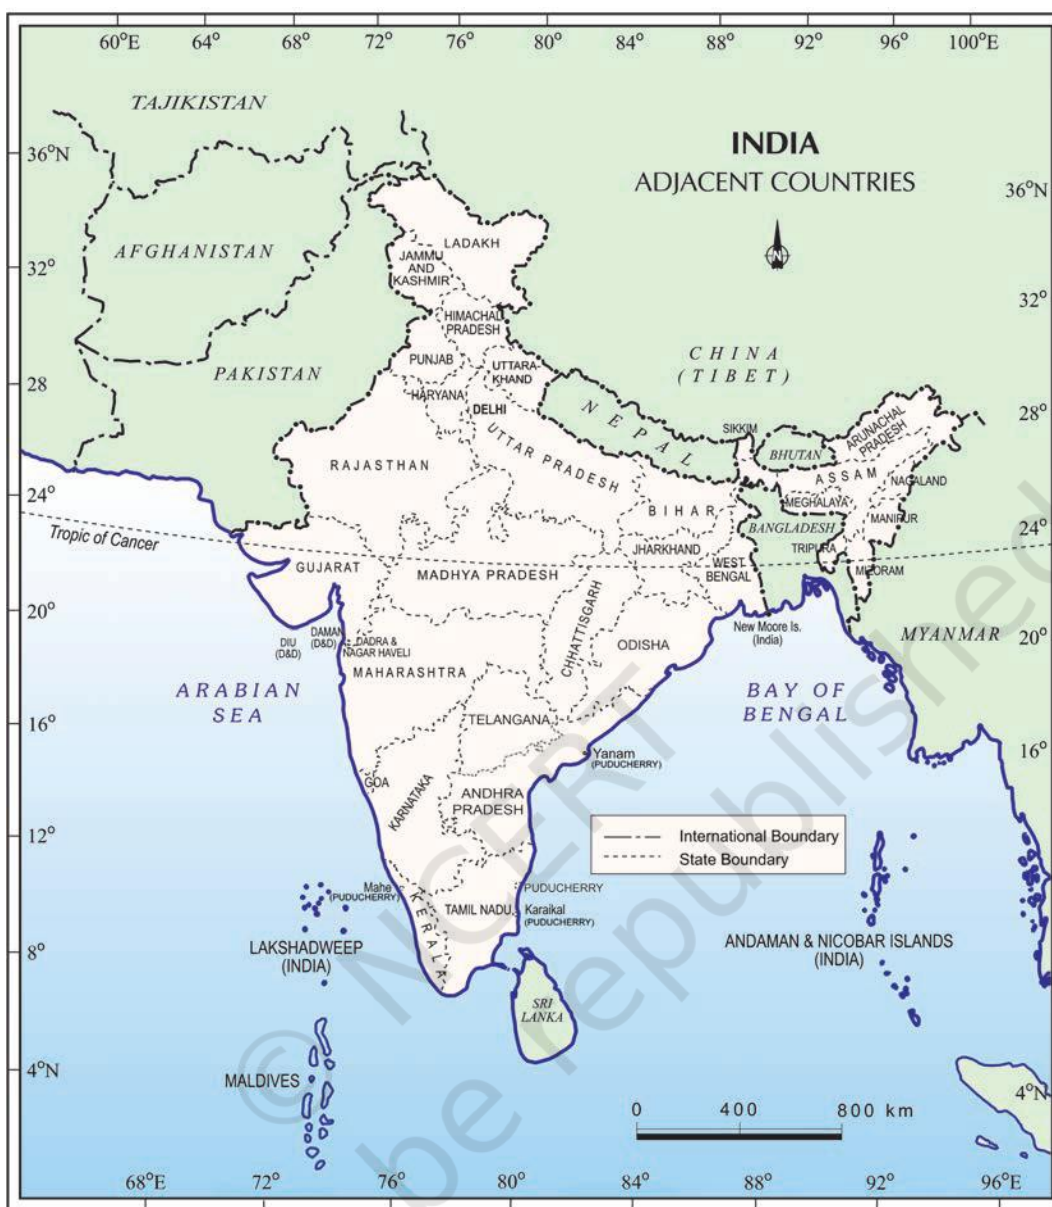 60°E 64° 68° 72° 76° 80° 84° 88° 92° 96° 100°E
TAJIKISTAN
INDIA
ADJACENT COUNTRIES
36°N
36°N
N
AFGHANISTAN
LADAKH
JAMMU
AND
KASHMIR
32°
32°
HIMACHAL
PRADESH
PUNJAB
UTTARA-
KHAND
CHINA
(TIBET)
PAKISTAN
28°
28°
HARYANA
DELHI
NEPAL
SIKKIM
BHUTAN
ARUNACHAL
PRADESH
UTTAR PRADESH
RAJASTHAN
ASSAM
NAGALAND
24°
24°
MEGHALAYA
BIHAR
MANIPUR
BANGLADESH
Tropic of Cancer
JHARKHAND
TRIPURA
WEST
BENGAL
MIZORAM
GUJARAT
MADHYA PRADESH
20°
20°
CHHATTISGARH
New Moore Is.
(India)
MYANMAR
DIU
(D&D)
DAMAN
(D&D)
DADRA &
NAGAR HAVELI
ODISHA
MAHARASHTRA
ARABIAN
SEA
BAY OF
BENGAL
16°
16°
TELANGANA
Yanam
(PUDUCHERRY)
GOA
KARNATAKA
ANDHRA
PRADESH
12°
International Boundary
State Boundary
Mahe
(PUDUCHERRY)
PUDUCHERRY
KERALA
TAMIL NADU
Karaikal
(PUDUCHERRY)
LAKSHADWEEP
(INDIA)
ANDAMAN & NICOBAR ISLANDS
(INDIA)
8°
SRI
LANKA
4°N
4°N
MALDIVES
0 400 800 km
68°E 72° 76° 80° 84° 88° 92° 96°E
© NCERT
be republished